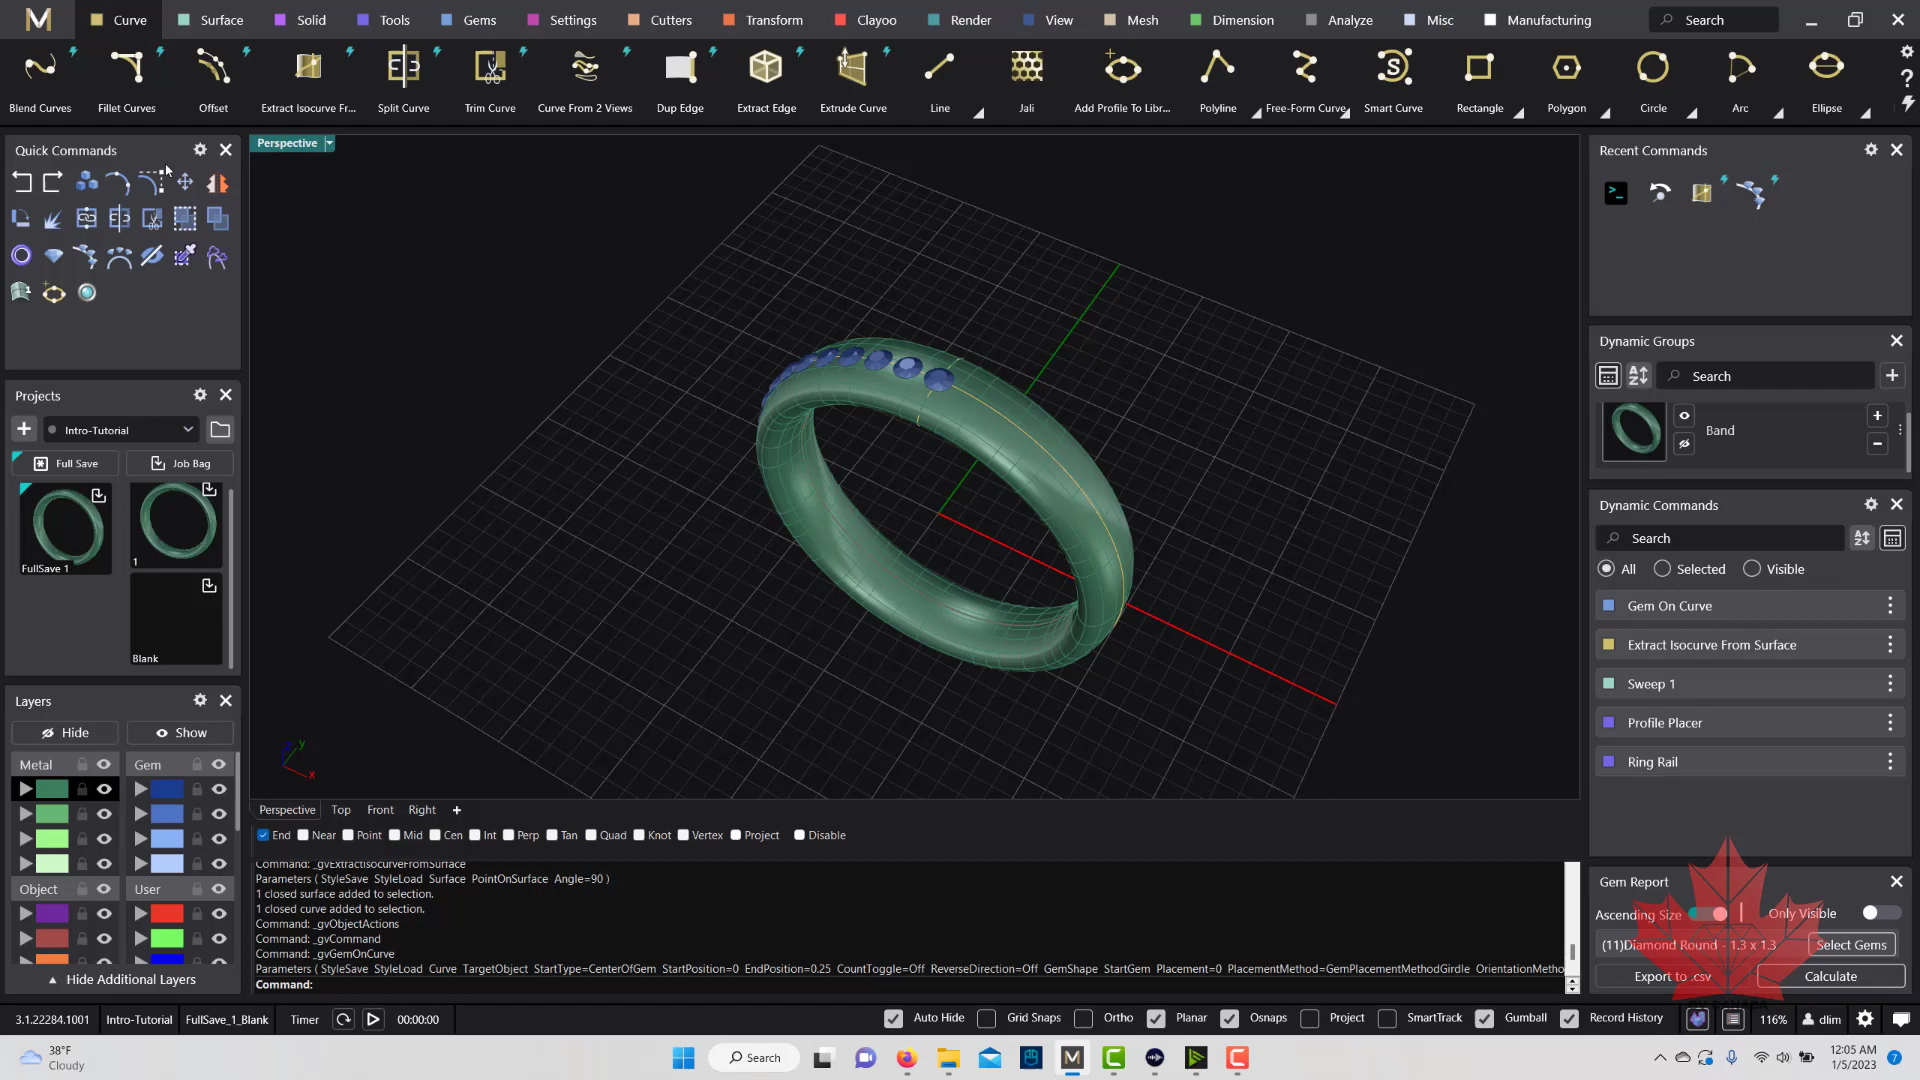 Curve Surface Solid Tools Gems Settings Cutters Transform Clayoo Render View Mesh Dimension Analyze Misc Manufacturing Search
Blend Curves Fillet Curves Offset Extract Isocurve Fr... Split Curve Trim Curve Curve From 2 Views Dup Edge Extract Edge Extrude Curve Line Jali Add Profile To Libr... Polyline Free-Form Curve Smart Curve Rectangle Polygon Circle Arc Ellipse
Quick Commands
Perspective
Recent Commands
Dynamic Groups
Search
Band
Projects
Intro-Tutorial
Full Save Job Bag
FullSave 1
1
Blank
Dynamic Commands
Search
All Selected Visible
Gem On Curve
Extract Isocurve From Surface
Sweep 1
Profile Placer
Ring Rail
Layers
Hide Show
Metal Gem
Object User
Hide Additional Layers
z y x
Perspective Top Front Right +
End Near Point Mid Cen Int Perp Tan Quad Knot Vertex Project Disable
Command: _gvExtractIsocurveFromSurface
Parameters ( StyleSave StyleLoad Surface PointOnSurface Angle=90 )
1 closed surface added to selection.
1 closed curve added to selection.
Command: _gvObjectActions
Command: _gvCommand
Command: _gvGemOnCurve
Parameters ( StyleSave StyleLoad Curve TargetObject StartType=CenterOfGem StartPosition=0 EndPosition=0.25 CountToggle=Off ReverseDirection=Off GemShape StartGem Placement=0 PlacementMethod=GemPlacementMethodGirdle OrientationMetho
Command:
Gem Report
Ascending Size Only Visible
(11)Diamond Round - 1.3 x 1.3 Select Gems
Export to .csv Calculate
3.1.22284.1001 Intro-Tutorial FullSave_1_Blank Timer 00:00:00 Auto Hide Grid Snaps Ortho Planar Osnaps Project SmartTrack Gumball Record History 116% dlim
38°F
Cloudy
Search
12:05 AM
1/5/2023
7